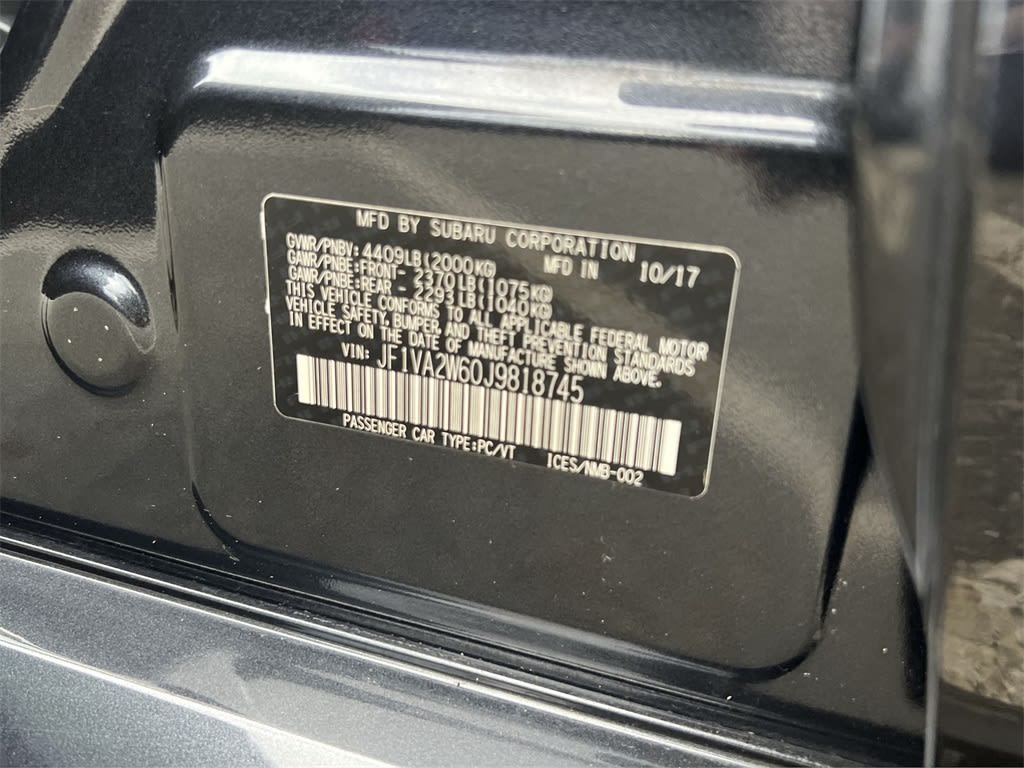 MFD BY SUBARU CORPORATION
GVWR/PNBV: 4409LB(2000KG) MFD IN 10/17
GAWR/PNBE:FRONT- 2370LB(1075KG)
GAWR/PNBE:REAR - 2293LB(1040KG)
THIS VEHICLE CONFORMS TO ALL APPLICABLE FEDERAL MOTOR
VEHICLE SAFETY, BUMPER, AND THEFT PREVENTION STANDARDS
IN EFFECT ON THE DATE OF MANUFACTURE SHOWN ABOVE.
VIN: JF1VA2W60J9818745
PASSENGER CAR TYPE:PC/VT ICES/NMB-002